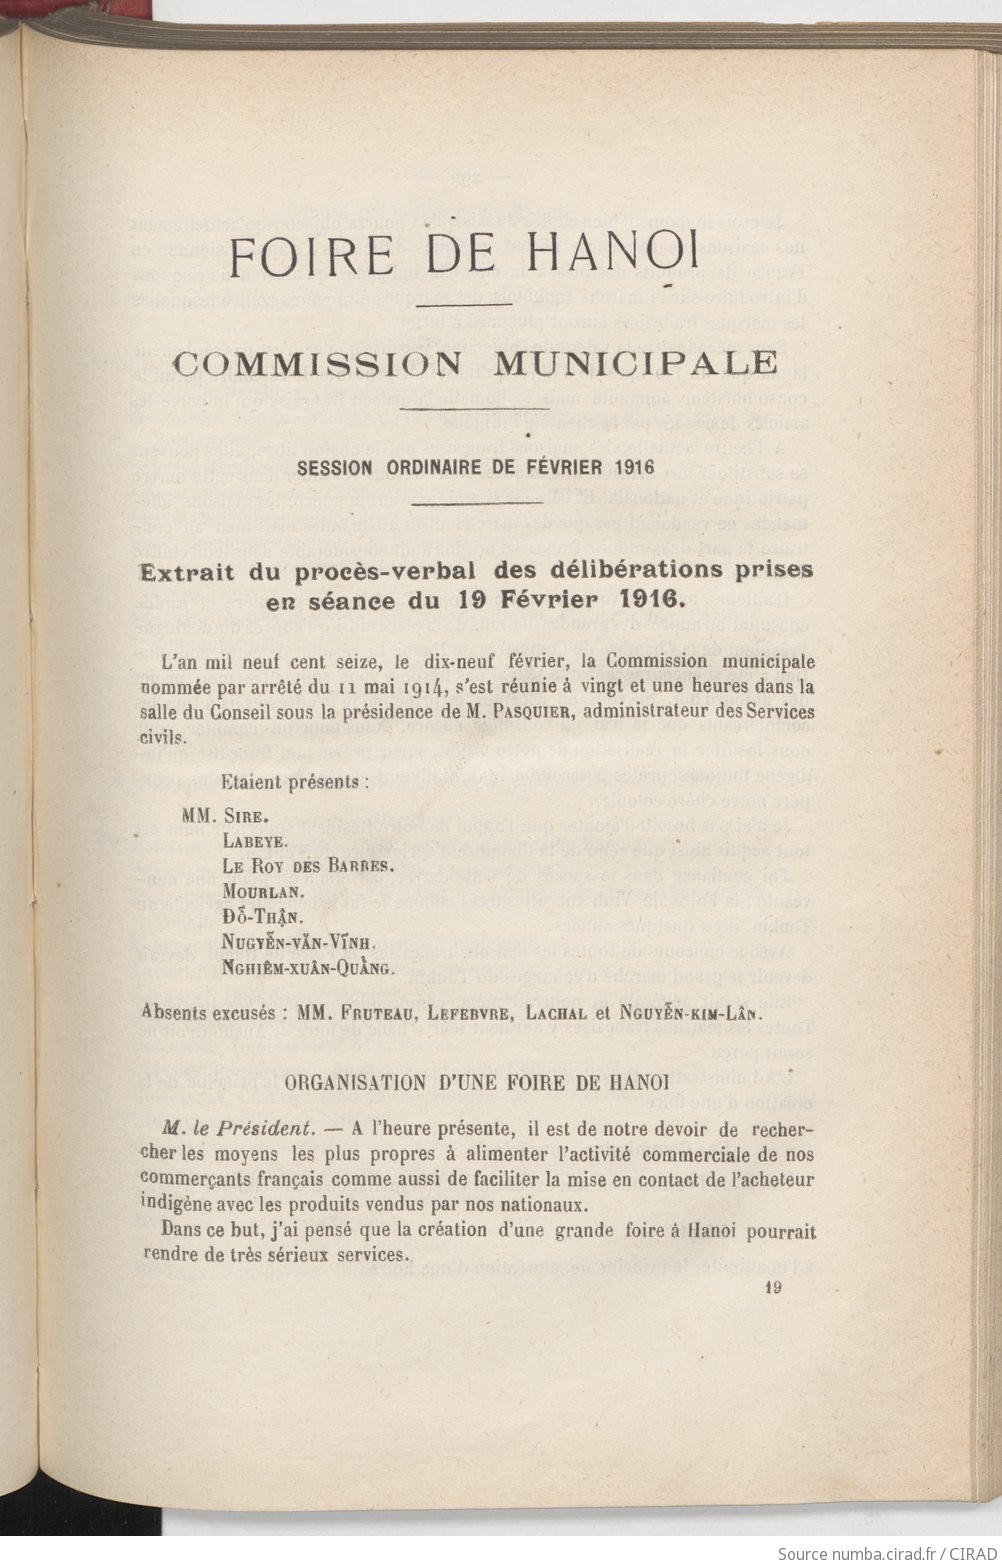 FOIRE DE HANOI
COMMISSION MUNICIPALE
SESSION ORDINAIRE DE FÉVRIER 1916
Extrait du procès-verbal des délibérations prises
en séance du 19 Février 1916.
L'an mil neuf cent seize, le dix-neuf février, la Commission municipale
nommée par arrêté du 11 mai 1914, s'est réunie à vingt et une heures dans la
salle du Conseil sous la présidence de M. PASQUIER, administrateur des Services
civils.
Etaient présents :
MM. SIRE.
LABEYE.
LE ROY DES BARRES.
MOURLAN.
ĐỖ-THẬN.
NUGYỄN-VĂN-VĨNH.
NGHIÊM-XUÂN-QUẢNG.
Absents excusés : MM. FRUTEAU, LEFEBVRE, LACHAL et NGUYỄN-KIM-LÂN.
ORGANISATION D'UNE FOIRE DE HANOI
M. le Président. — A l'heure présente, il est de notre devoir de recher-
cher les moyens les plus propres à alimenter l'activité commerciale de nos
commerçants français comme aussi de faciliter la mise en contact de l'acheteur
indigène avec les produits vendus par nos nationaux.
Dans ce but, j'ai pensé que la création d'une grande foire à Hanoi pourrait
rendre de très sérieux services.
19
Source numba.cirad.fr / CIRAD